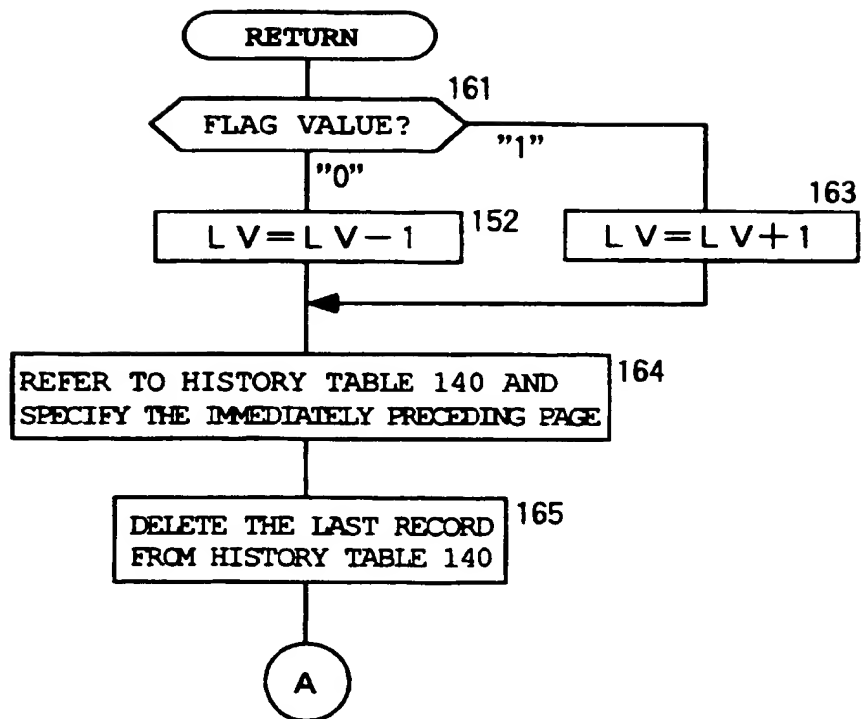 RETURN
161
FLAG VALUE?
"1"
"0"
163
LV=LV-1
152
LV=LV+1
REFER TO HISTORY TABLE 140 AND
SPECIFY THE IMMEDIATELY PRECEDING PAGE
164
DELETE THE LAST RECORD
FROM HISTORY TABLE 140
165
A